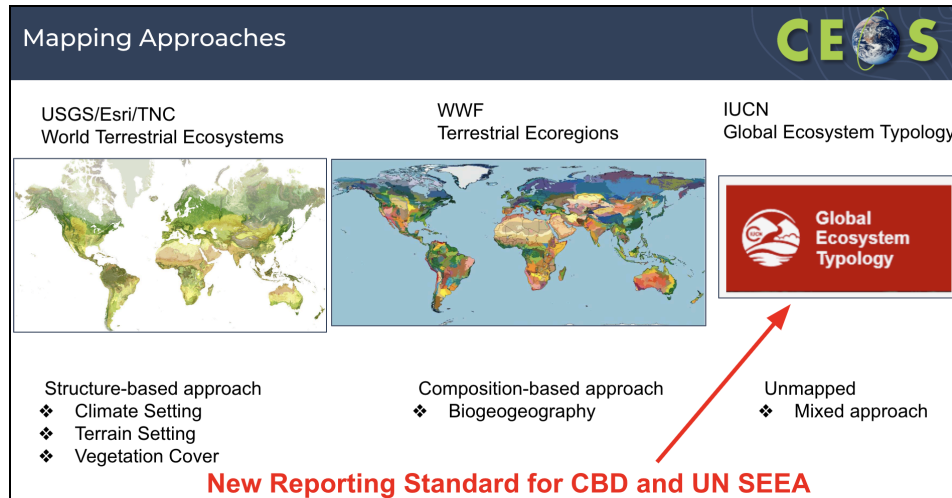 Mapping Approaches
CEOS
USGS/Esri/TNC
World Terrestrial Ecosystems
WWF
Terrestrial Ecoregions
IUCN
Global Ecosystem Typology
IUCN
Global
Ecosystem
Typology
Structure-based approach
❖ Climate Setting
❖ Terrain Setting
❖ Vegetation Cover
Composition-based approach
❖ Biogeogeography
Unmapped
❖ Mixed approach
New Reporting Standard for CBD and UN SEEA